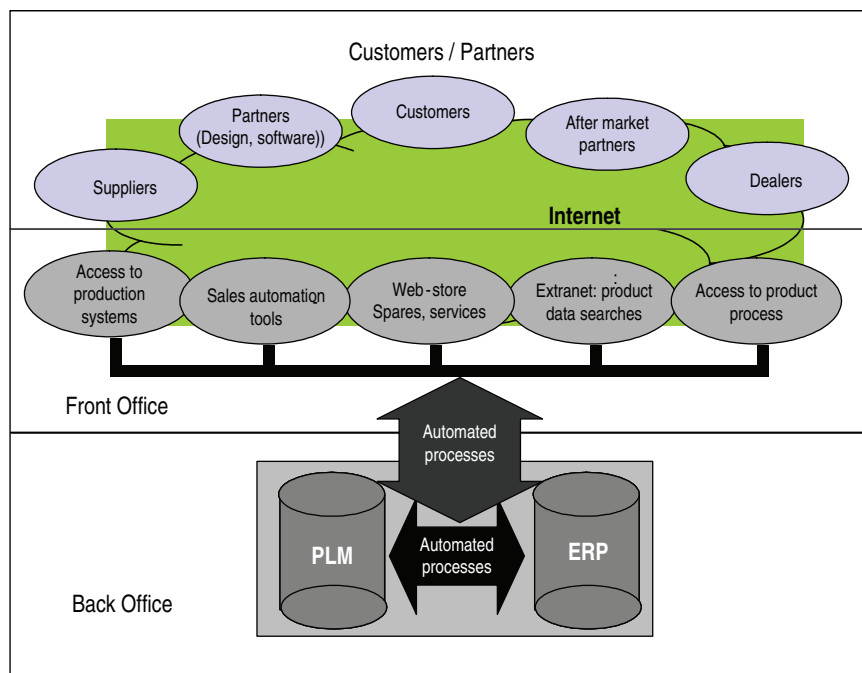 Customers / Partners
Partners
(Design, software))
Customers
After market
partners
Suppliers
Dealers
Internet
Access to
production
systems
Sales automation
tools
Web-store
Spares, services
Extranet: product
data searches
Access to product
process
Front Office
Automated
processes
PLM
Automated
processes
ERP
Back Office